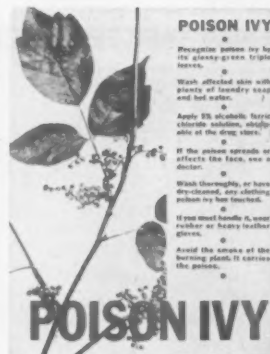 POISON IVY
Recognize poison ivy by
its glossy-green triple
leaves.
Wash affected skin with
plenty of laundry soap
and hot water.
Apply 5% alcoholic ferric
chloride solution, obtain-
able at the drug store.
If the poison spreads or
affects the face, see a
doctor.
Wash thoroughly, or have
dry-cleaned, any clothing
poison ivy has touched.
If you must handle it, wear
rubber or heavy leather
gloves.
Avoid the smoke of the
burning plant. It carries
the poison.
POISON IVY